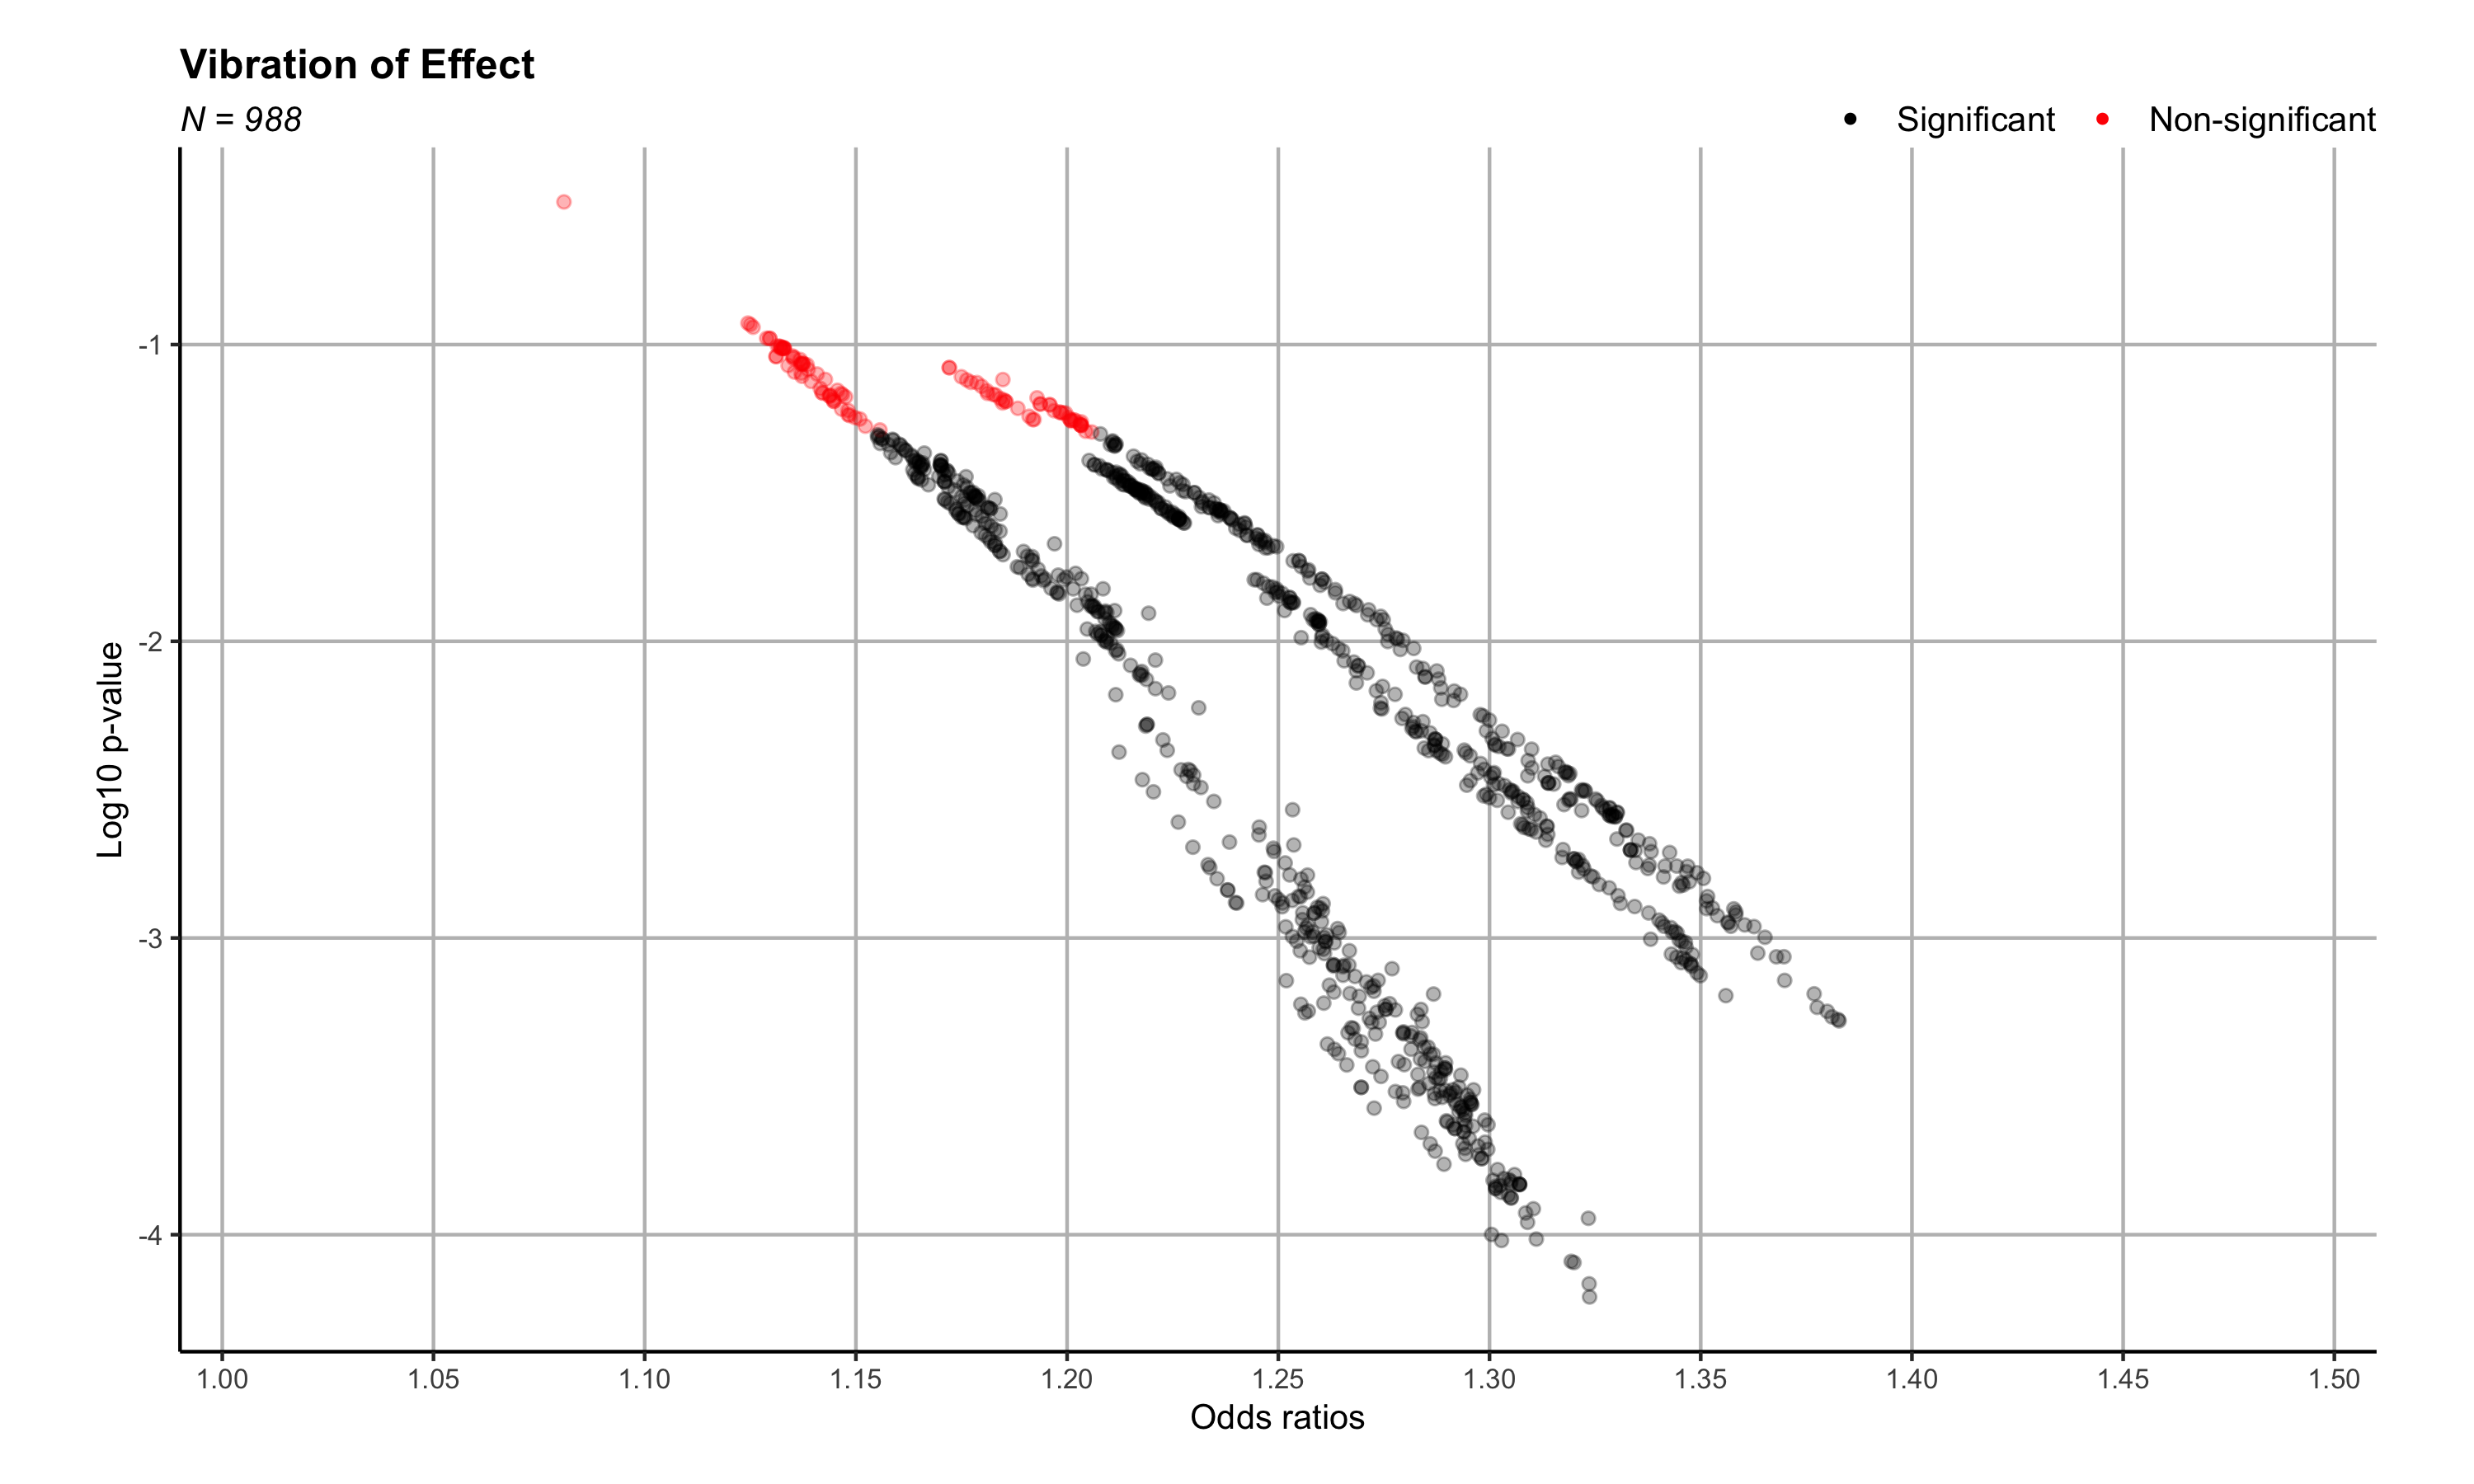 Vibration of Effect
N = 988
Significant Non-significant
Log10 p-value
-1
-2
-3
-4
1.00 1.05 1.10 1.15 1.20 1.25 1.30 1.35 1.40 1.45 1.50
Odds ratios